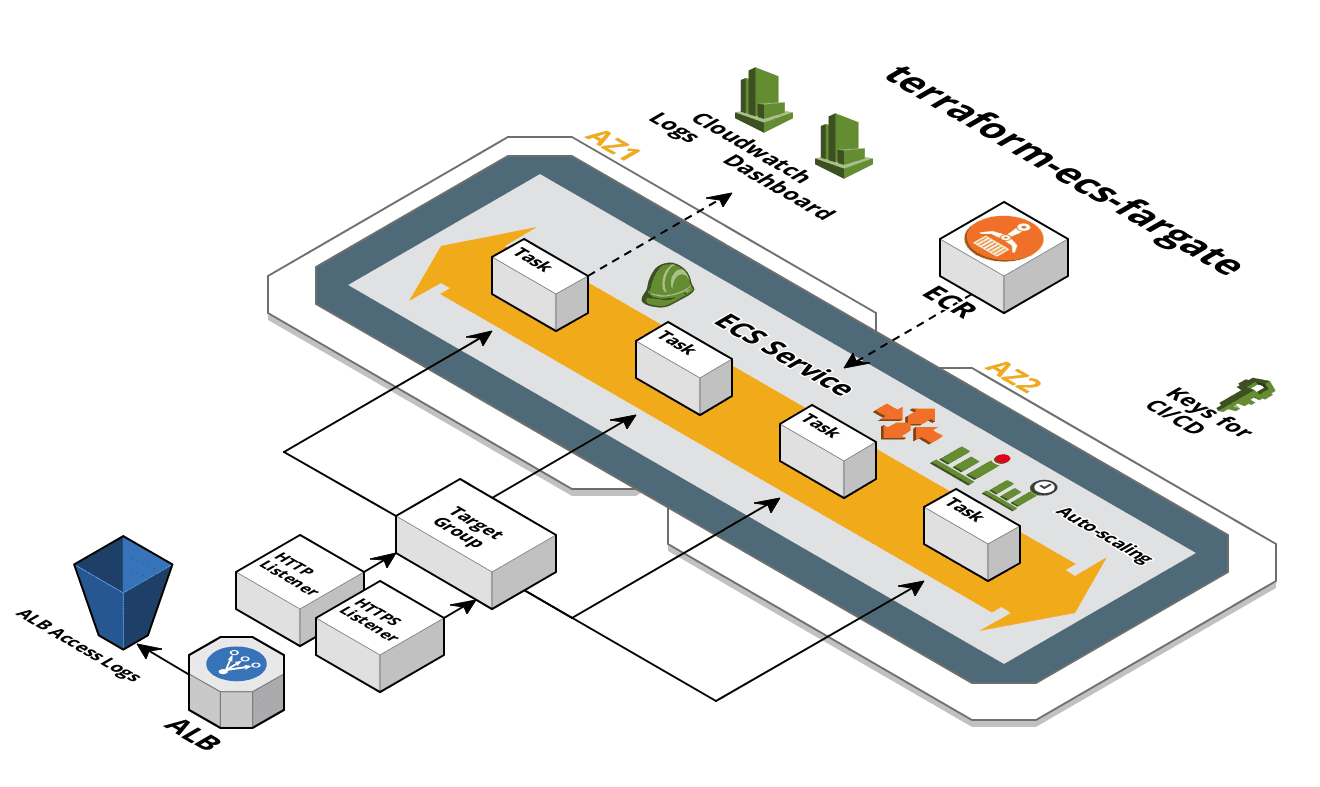 terraform-ecs-fargate
AZ1
Logs
Cloudwatch
Dashboard
Task
ECR
ECS Service
Task
AZ2
Keys for
CI/CD
Task
Task
Auto-scaling
Target
Group
HTTP
Listener
HTTPS
Listener
ALB Access Logs
ALB